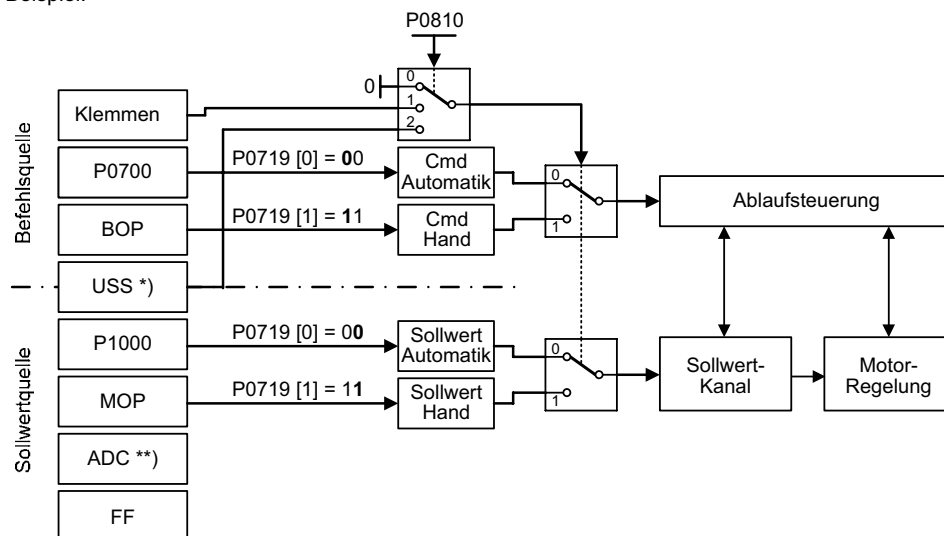 Beispiel:
P0810
0
0
1
2
Befehlsquelle
Klemmen
P0700
BOP
USS *)
P0719 [0] = 00
P0719 [1] = 11
Cmd
Automatik
Cmd
Hand
0
1
Ablaufsteuerung
Sollwertquelle
P1000
MOP
ADC **)
FF
P0719 [0] = 00
P0719 [1] = 11
Sollwert
Automatik
Sollwert
Hand
0
1
Sollwert-
Kanal
Motor-
Regelung